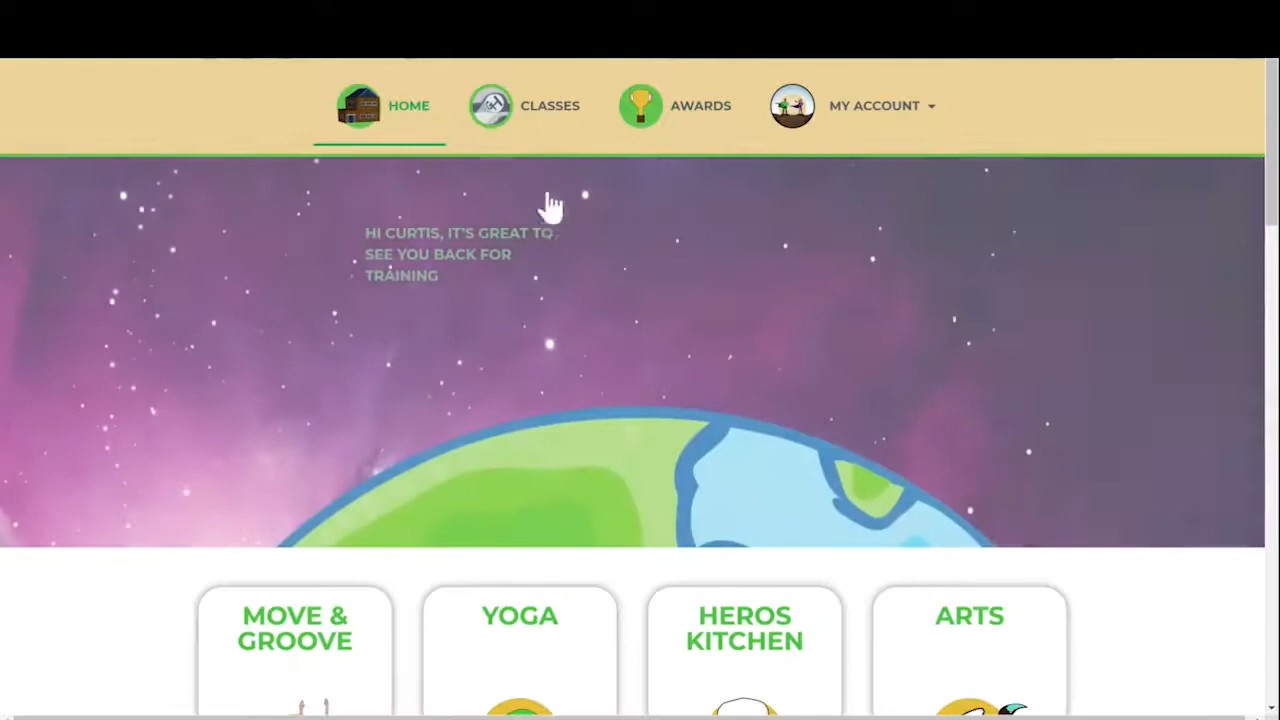 HOME
CLASSES
AWARDS
MY ACCOUNT
HI CURTIS, IT'S GREAT TO
SEE YOU BACK FOR
TRAINING
MOVE &
GROOVE
YOGA
HEROS
KITCHEN
ARTS